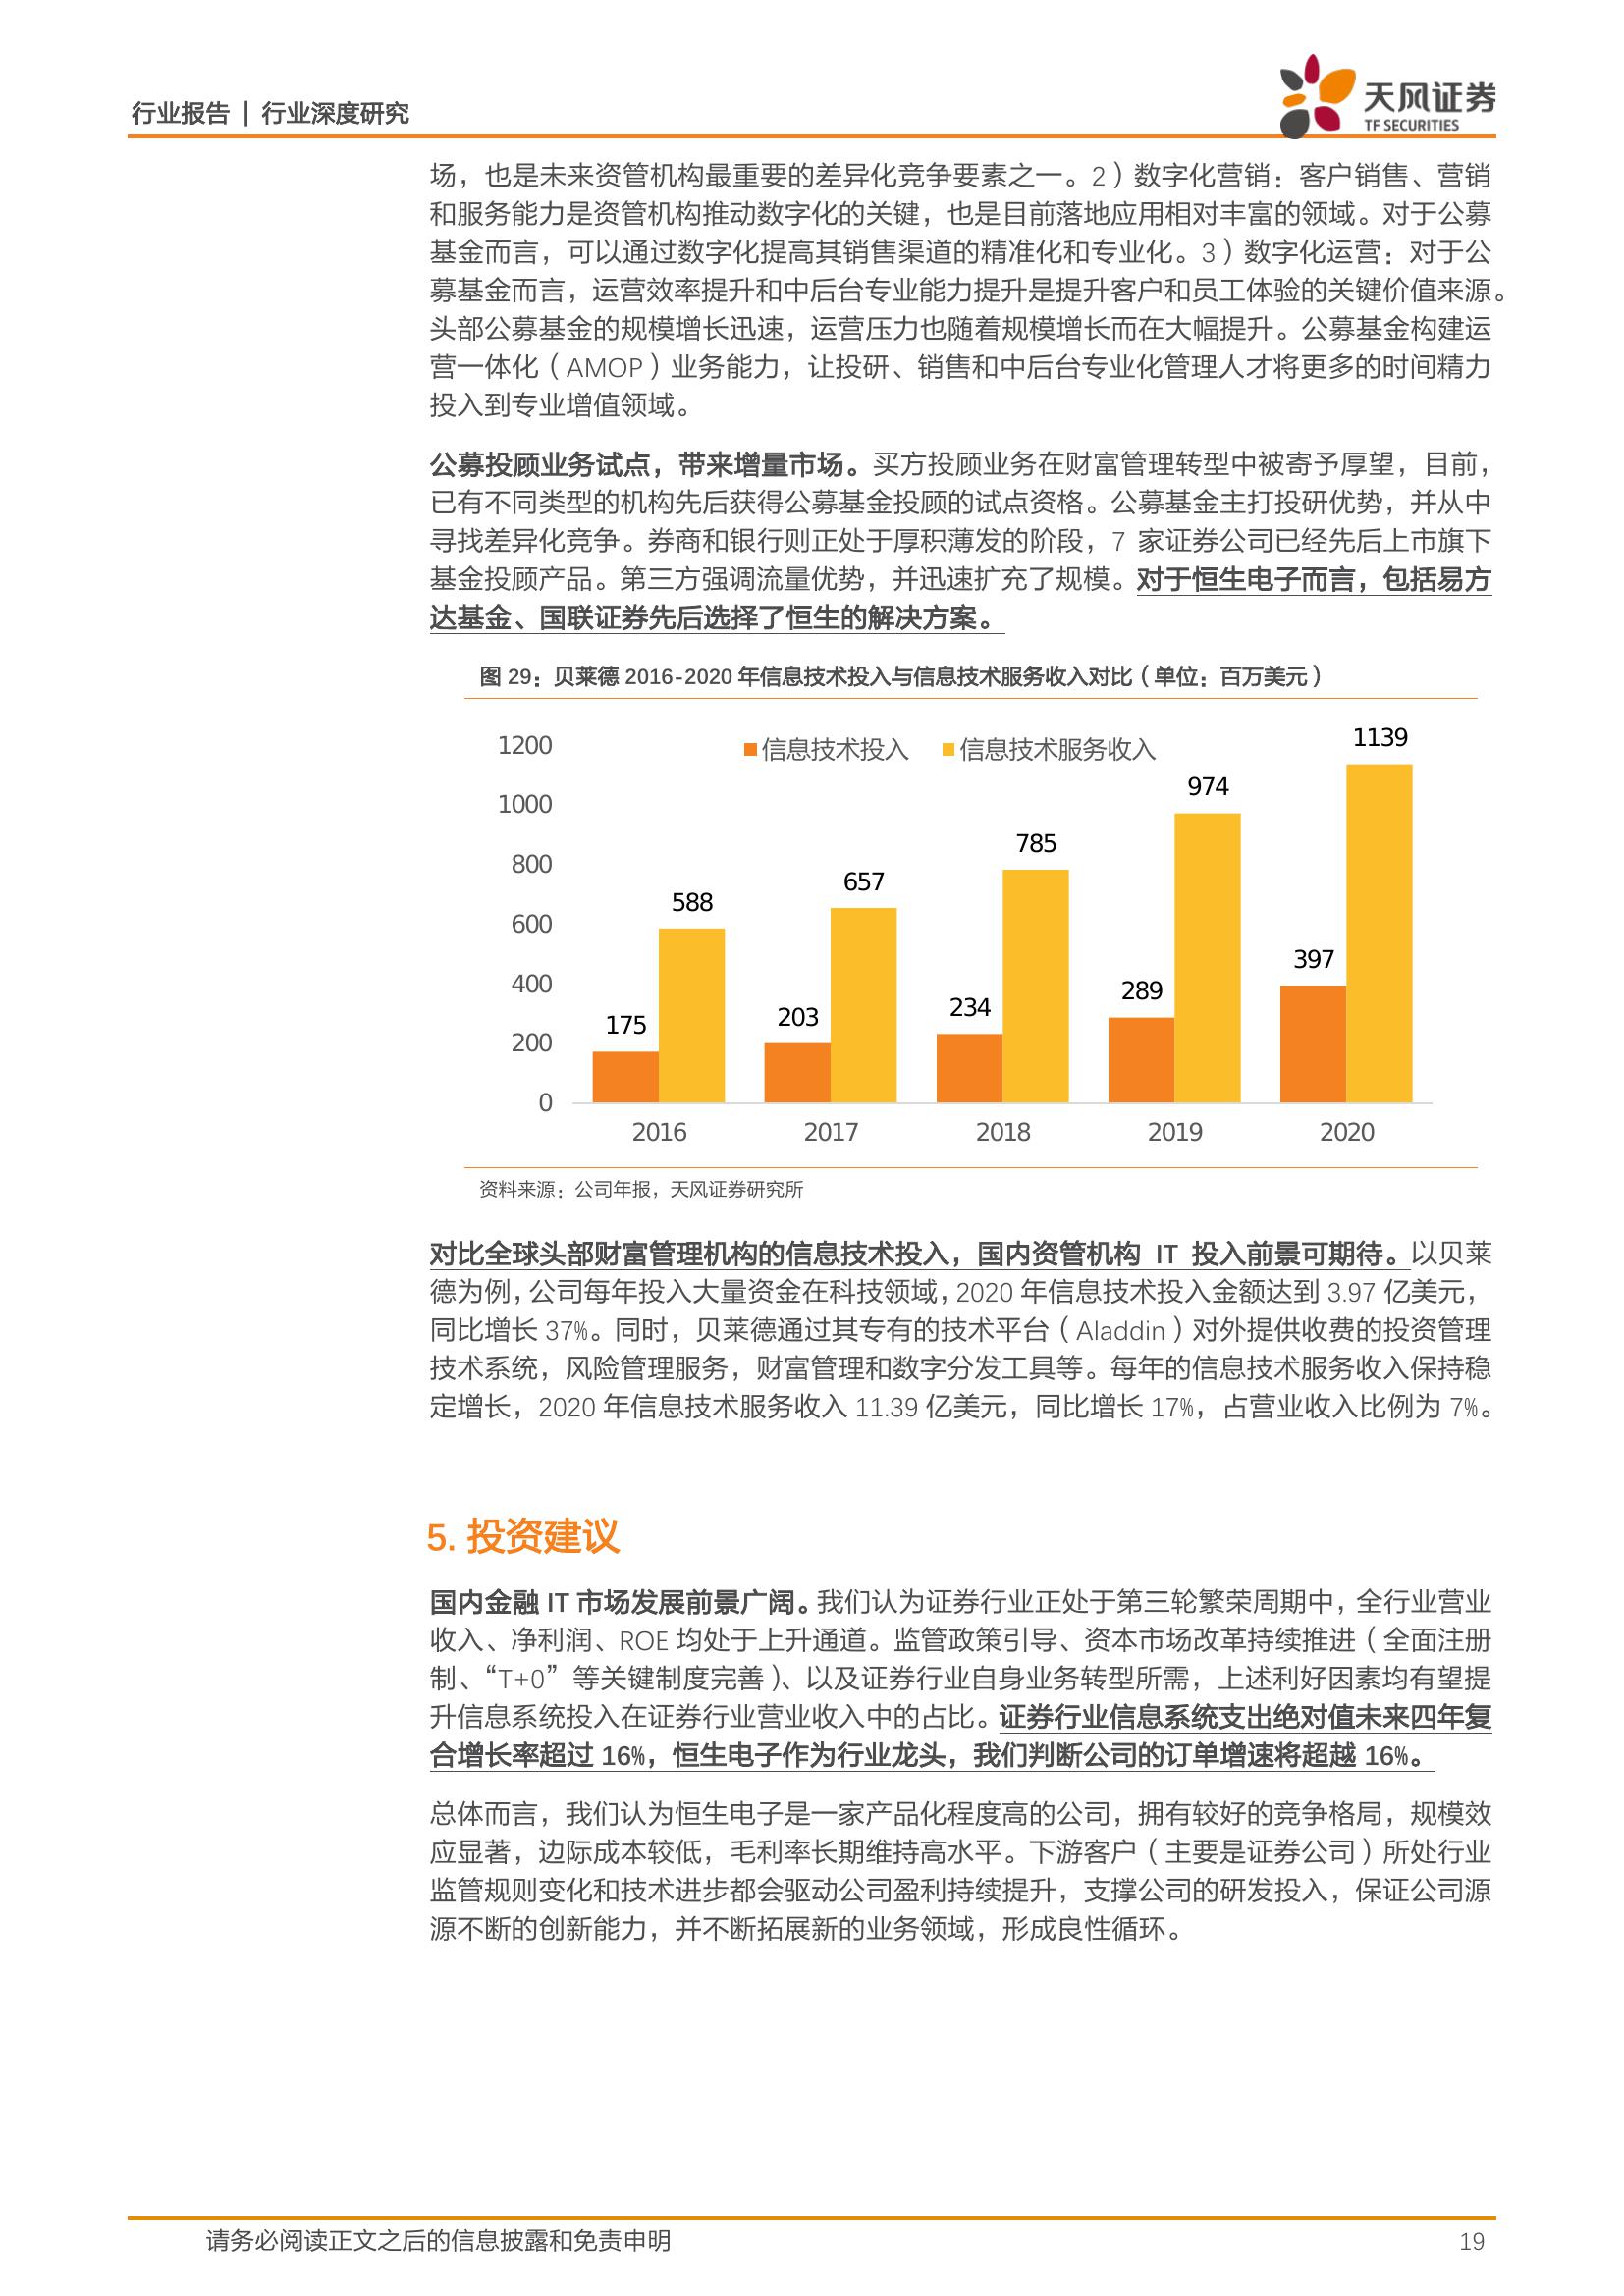 行业报告 | 行业深度研究
天风证券
TF SECURITIES
场，也是未来资管机构最重要的差异化竞争要素之一。2）数字化营销：客户销售、营销
和服务能力是资管机构推动数字化的关键，也是目前落地应用相对丰富的领域。对于公募
基金而言，可以通过数字化提高其销售渠道的精准化和专业化。3）数字化运营：对于公
募基金而言，运营效率提升和中后台专业能力提升是提升客户和员工体验的关键价值来源。
头部公募基金的规模增长迅速，运营压力也随着规模增长而在大幅提升。公募基金构建运
营一体化（AMOP）业务能力，让投研、销售和中后台专业化管理人才将更多的时间精力
投入到专业增值领域。
公募投顾业务试点，带来增量市场。买方投顾业务在财富管理转型中被寄予厚望，目前，
已有不同类型的机构先后获得公募基金投顾的试点资格。公募基金主打投研优势，并从中
寻找差异化竞争。券商和银行则正处于厚积薄发的阶段，7 家证券公司已经先后上市旗下
基金投顾产品。第三方强调流量优势，并迅速扩充了规模。对于恒生电子而言，包括易方
达基金、国联证券先后选择了恒生的解决方案。
图 29：贝莱德 2016-2020 年信息技术投入与信息技术服务收入对比（单位：百万美元）
信息技术投入 信息技术服务收入
1200
1000
800
600
400
200
0
175 588
203 657
234 785
289 974
397 1139
2016 2017 2018 2019 2020
资料来源：公司年报，天风证券研究所
对比全球头部财富管理机构的信息技术投入，国内资管机构 IT 投入前景可期待。以贝莱
德为例，公司每年投入大量资金在科技领域，2020 年信息技术投入金额达到 3.97 亿美元，
同比增长 37%。同时，贝莱德通过其专有的技术平台（Aladdin）对外提供收费的投资管理
技术系统，风险管理服务，财富管理和数字分发工具等。每年的信息技术服务收入保持稳
定增长，2020 年信息技术服务收入 11.39 亿美元，同比增长 17%，占营业收入比例为 7%。
5. 投资建议
国内金融 IT 市场发展前景广阔。我们认为证券行业正处于第三轮繁荣周期中，全行业营业
收入、净利润、ROE 均处于上升通道。监管政策引导、资本市场改革持续推进（全面注册
制、“T+0”等关键制度完善）、以及证券行业自身业务转型所需，上述利好因素均有望提
升信息系统投入在证券行业营业收入中的占比。证券行业信息系统支出绝对值未来四年复
合增长率超过 16%，恒生电子作为行业龙头，我们判断公司的订单增速将超越 16%。
总体而言，我们认为恒生电子是一家产品化程度高的公司，拥有较好的竞争格局，规模效
应显著，边际成本较低，毛利率长期维持高水平。下游客户（主要是证券公司）所处行业
监管规则变化和技术进步都会驱动公司盈利持续提升，支撑公司的研发投入，保证公司源
源不断的创新能力，并不断拓展新的业务领域，形成良性循环。
请务必阅读正文之后的信息披露和免责申明 19